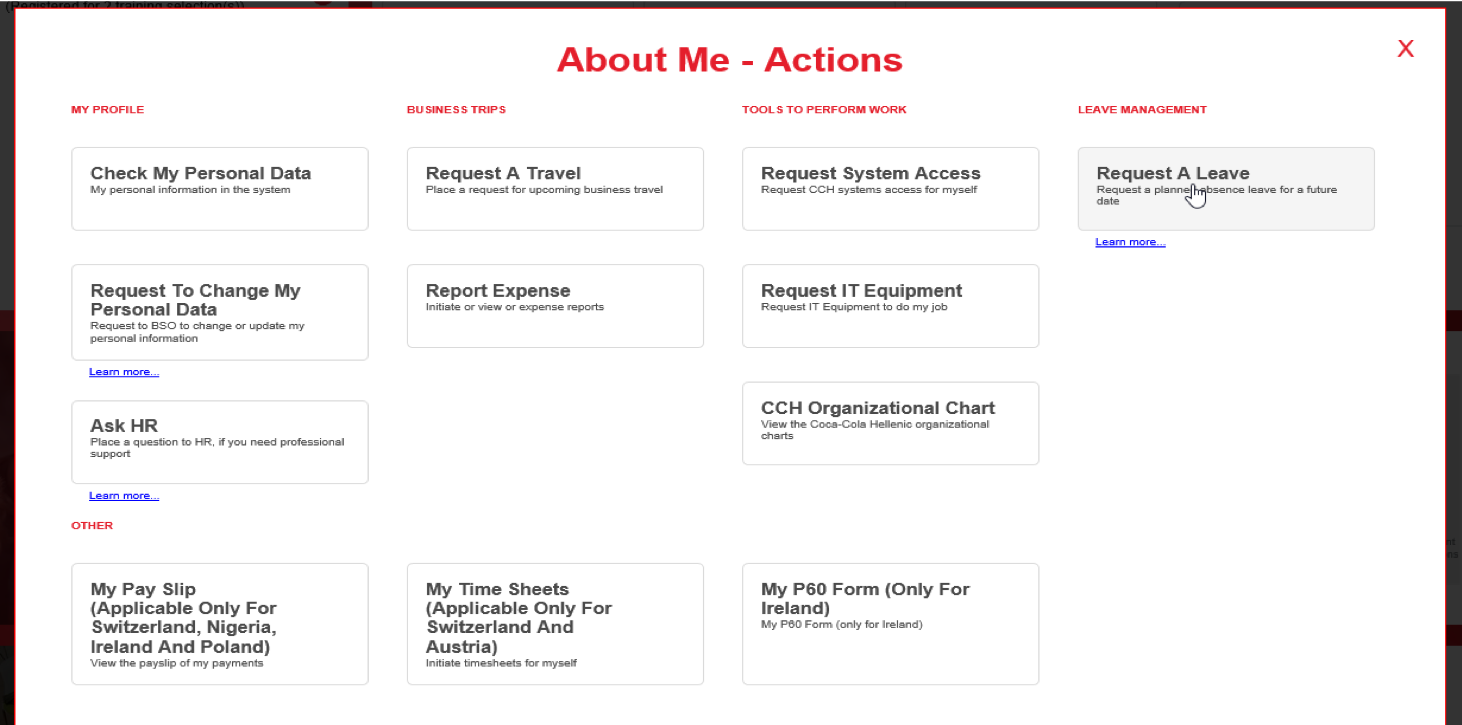 (Registered for 2 training selection(s))
About Me - Actions
X
MY PROFILE
Check My Personal Data
My personal information in the system
Request To Change My
Personal Data
Request to BSO to change or update my
personal information
Learn more...
Ask HR
Place a question to HR, if you need professional
support
Learn more...
BUSINESS TRIPS
Request A Travel
Place a request for upcoming business travel
Report Expense
Initiate or view or expense reports
TOOLS TO PERFORM WORK
Request System Access
Request CCH systems access for myself
Request IT Equipment
Request IT Equipment to do my job
CCH Organizational Chart
View the Coca-Cola Hellenic organizational
charts
LEAVE MANAGEMENT
Request A Leave
Request a planned absence leave for a future
date
Learn more...
OTHER
My Pay Slip
(Applicable Only For
Switzerland, Nigeria,
Ireland And Poland)
View the payslip of my payments
My Time Sheets
(Applicable Only For
Switzerland And
Austria)
Initiate timesheets for myself
My P60 Form (Only For
Ireland)
My P60 Form (only for Ireland)